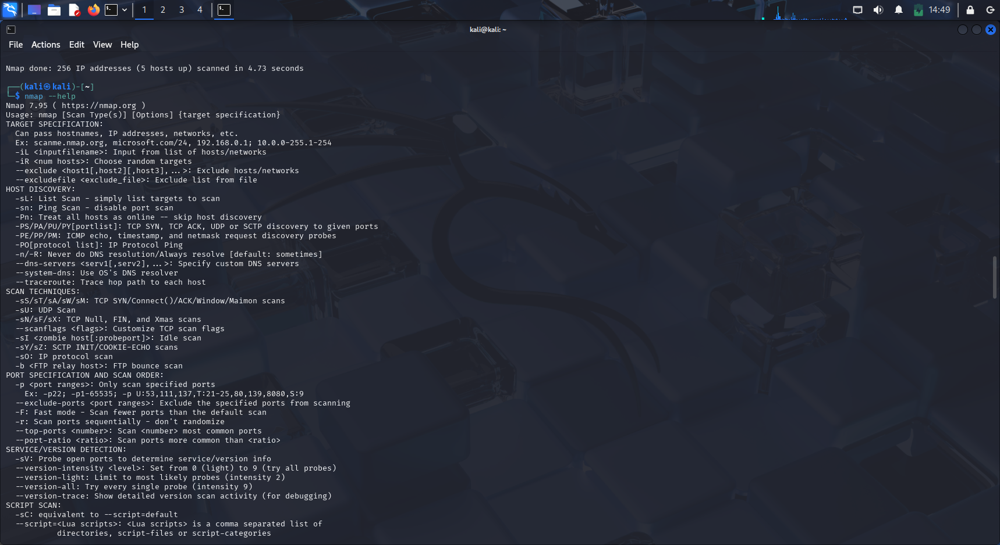 1 2 3 4
14:49
kali@kali: ~
File Actions Edit View Help
Nmap done: 256 IP addresses (5 hosts up) scanned in 4.73 seconds
┌──(kali㉿kali)-[~]
└─$ nmap --help
Nmap 7.95 ( https://nmap.org )
Usage: nmap [Scan Type(s)] [Options] {target specification}
TARGET SPECIFICATION:
  Can pass hostnames, IP addresses, networks, etc.
  Ex: scanme.nmap.org, microsoft.com/24, 192.168.0.1; 10.0.0-255.1-254
  -iL <inputfilename>: Input from list of hosts/networks
  -iR <num hosts>: Choose random targets
  --exclude <host1[,host2][,host3],...>: Exclude hosts/networks
  --excludefile <exclude_file>: Exclude list from file
HOST DISCOVERY:
  -sL: List Scan - simply list targets to scan
  -sn: Ping Scan - disable port scan
  -Pn: Treat all hosts as online -- skip host discovery
  -PS/PA/PU/PY[portlist]: TCP SYN, TCP ACK, UDP or SCTP discovery to given ports
  -PE/PP/PM: ICMP echo, timestamp, and netmask request discovery probes
  -PO[protocol list]: IP Protocol Ping
  -n/-R: Never do DNS resolution/Always resolve [default: sometimes]
  --dns-servers <serv1[,serv2],...>: Specify custom DNS servers
  --system-dns: Use OS's DNS resolver
  --traceroute: Trace hop path to each host
SCAN TECHNIQUES:
  -sS/sT/sA/sW/sM: TCP SYN/Connect()/ACK/Window/Maimon scans
  -sU: UDP Scan
  -sN/sF/sX: TCP Null, FIN, and Xmas scans
  --scanflags <flags>: Customize TCP scan flags
  -sI <zombie host[:probeport]>: Idle scan
  -sY/sZ: SCTP INIT/COOKIE-ECHO scans
  -sO: IP protocol scan
  -b <FTP relay host>: FTP bounce scan
PORT SPECIFICATION AND SCAN ORDER:
  -p <port ranges>: Only scan specified ports
    Ex: -p22; -p1-65535; -p U:53,111,137,T:21-25,80,139,8080,S:9
  --exclude-ports <port ranges>: Exclude the specified ports from scanning
  -F: Fast mode - Scan fewer ports than the default scan
  -r: Scan ports sequentially - don't randomize
  --top-ports <number>: Scan <number> most common ports
  --port-ratio <ratio>: Scan ports more common than <ratio>
SERVICE/VERSION DETECTION:
  -sV: Probe open ports to determine service/version info
  --version-intensity <level>: Set from 0 (light) to 9 (try all probes)
  --version-light: Limit to most likely probes (intensity 2)
  --version-all: Try every single probe (intensity 9)
  --version-trace: Show detailed version scan activity (for debugging)
SCRIPT SCAN:
  -sC: equivalent to --script=default
  --script=<Lua scripts>: <Lua scripts> is a comma separated list of
           directories, script-files or script-categories